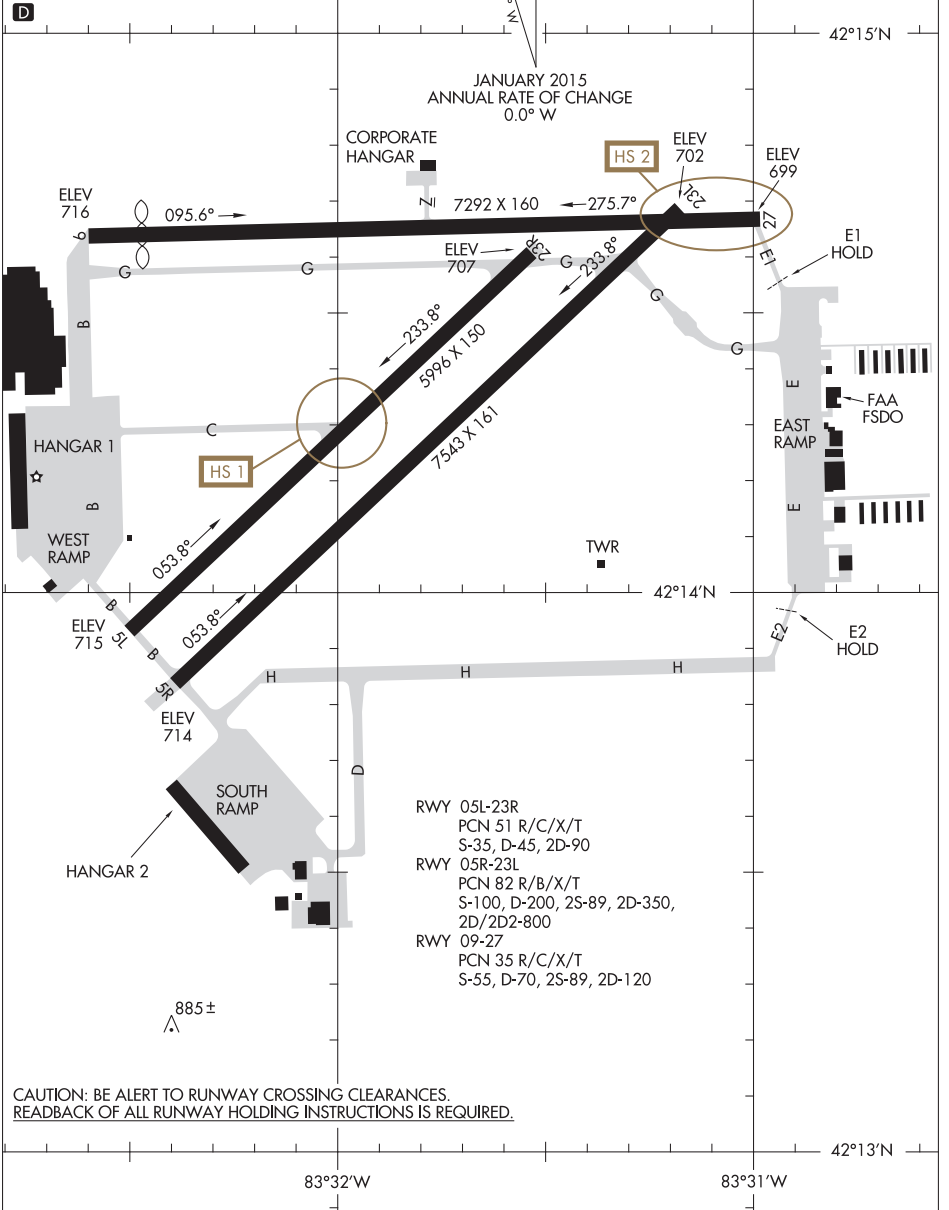 D
W
°
42°15'N
JANUARY 2015
ANNUAL RATE OF CHANGE
0.0° W
CORPORATE
HANGAR
HS 2
ELEV
702
ELEV
699
ELEV
716
095.6°
Z
7292 X 160
275.7°
23L
27
9
E1
HOLD
E1
ELEV
707
23R
G
G
G
233.8°
G
G
B
233.8°
5996 X 150
E
FAA
FSDO
C
7543 X 161
EAST
RAMP
HANGAR 1
HS 1
B
E
WEST
RAMP
053.8°
TWR
42°14'N
053.8°
B
ELEV
715
5L
B
E2
E2
HOLD
5R
H
H
H
ELEV
714
D
SOUTH
RAMP
HANGAR 2
RWY 05L-23R
PCN 51 R/C/X/T
S-35, D-45, 2D-90
RWY 05R-23L
PCN 82 R/B/X/T
S-100, D-200, 2S-89, 2D-350,
2D/2D2-800
RWY 09-27
PCN 35 R/C/X/T
S-55, D-70, 2S-89, 2D-120
885±
CAUTION: BE ALERT TO RUNWAY CROSSING CLEARANCES.
READBACK OF ALL RUNWAY HOLDING INSTRUCTIONS IS REQUIRED.
42°13'N
83°32'W
83°31'W